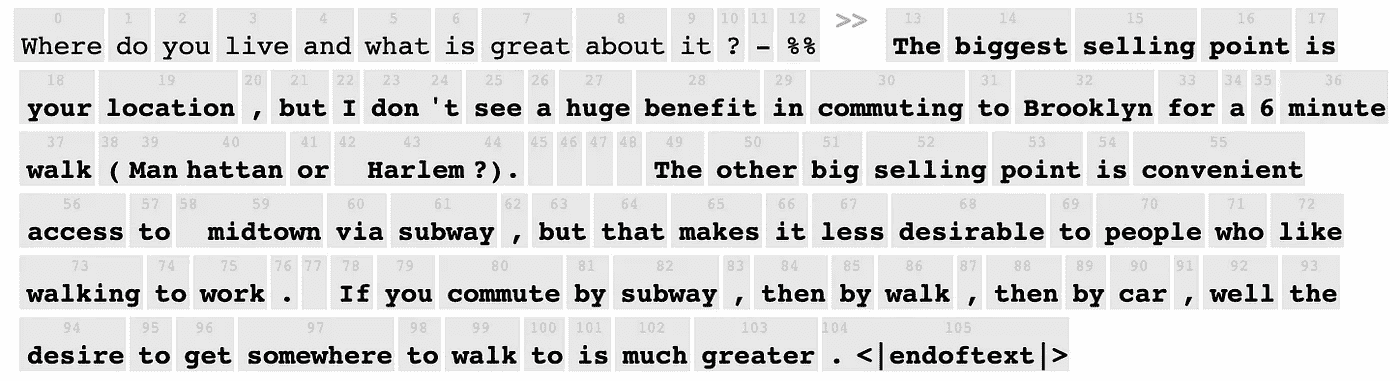 0 1 2 3 4 5 6 7 8 9 10 11 12 13 14 15 16 17
Where do you live and what is great about it ? - %% >> The biggest selling point is
18 19 20 21 22 23 24 25 26 27 28 29 30 31 32 33 34 35 36
your location , but I don 't see a huge benefit in commuting to Brooklyn for a 6 minute
37 38 39 40 41 42 43 44 45 46 47 48 49 50 51 52 53 54 55
walk ( Man hattan or Harlem ?). The other big selling point is convenient
56 57 58 59 60 61 62 63 64 65 66 67 68 69 70 71 72
access to midtown via subway , but that makes it less desirable to people who like
73 74 75 76 77 78 79 80 81 82 83 84 85 86 87 88 89 90 91 92 93
walking to work . If you commute by subway , then by walk , then by car , well the
94 95 96 97 98 99 100 101 102 103 104 105
desire to get somewhere to walk to is much greater . <|endoftext|>